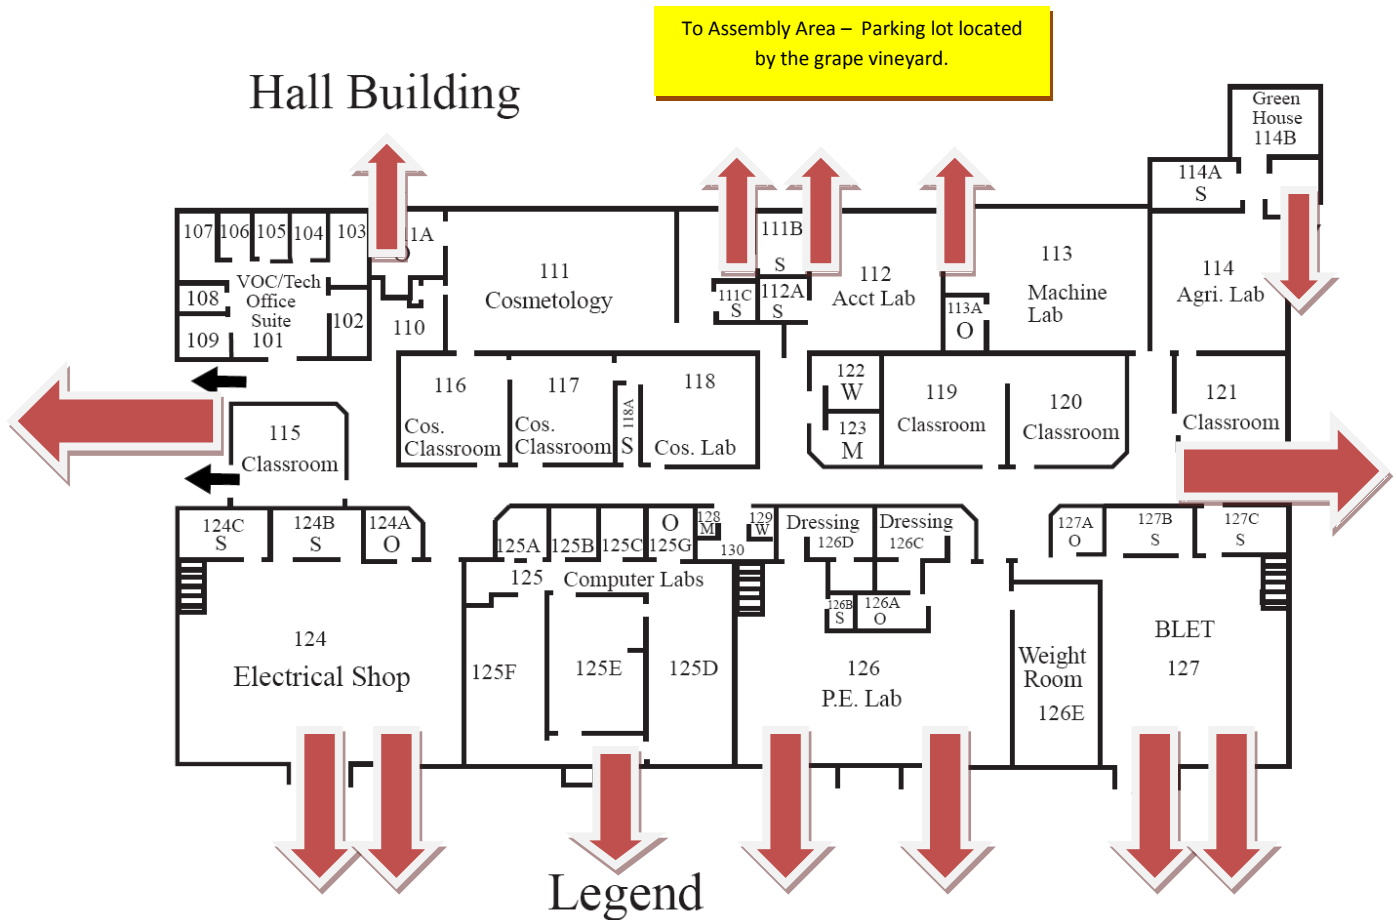 To Assembly Area – Parking lot located
by the grape vineyard.
Hall Building
Green
House
114B
114A
S
107
106
105
104
103
11A
O
111B
S
VOC/Tech
Office
Suite
101
108
109
102
110
111
Cosmetology
111C
S
112A
S
112
Acct Lab
113
Machine
Lab
113A
O
114
Agri. Lab
116
Cos.
Classroom
117
Cos.
Classroom
118A
S
118
Cos. Lab
122
W
123
M
119
Classroom
120
Classroom
121
Classroom
115
Classroom
124C
S
124B
S
124A
O
125A
125B
125C
O
125G
128
M
129
W
130
Dressing
126D
Dressing
126C
127A
O
127B
S
127C
S
125
Computer Labs
126B
S
126A
O
124
Electrical Shop
125F
125E
125D
126
P.E. Lab
Weight
Room
126E
BLET
127
Legend